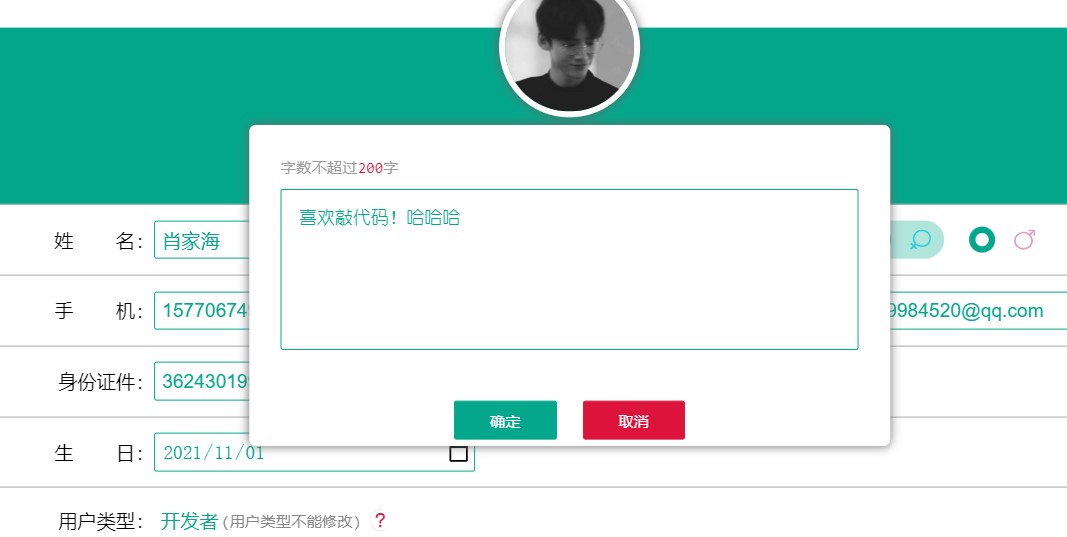 字数不超过200字
喜欢敲代码！哈哈哈
姓 名：肖家海
手 机：1577067 9984520@qq.com
身份证件：36243019
确定 取消
生 日：2021/11/01
用户类型：开发者(用户类型不能修改) ?